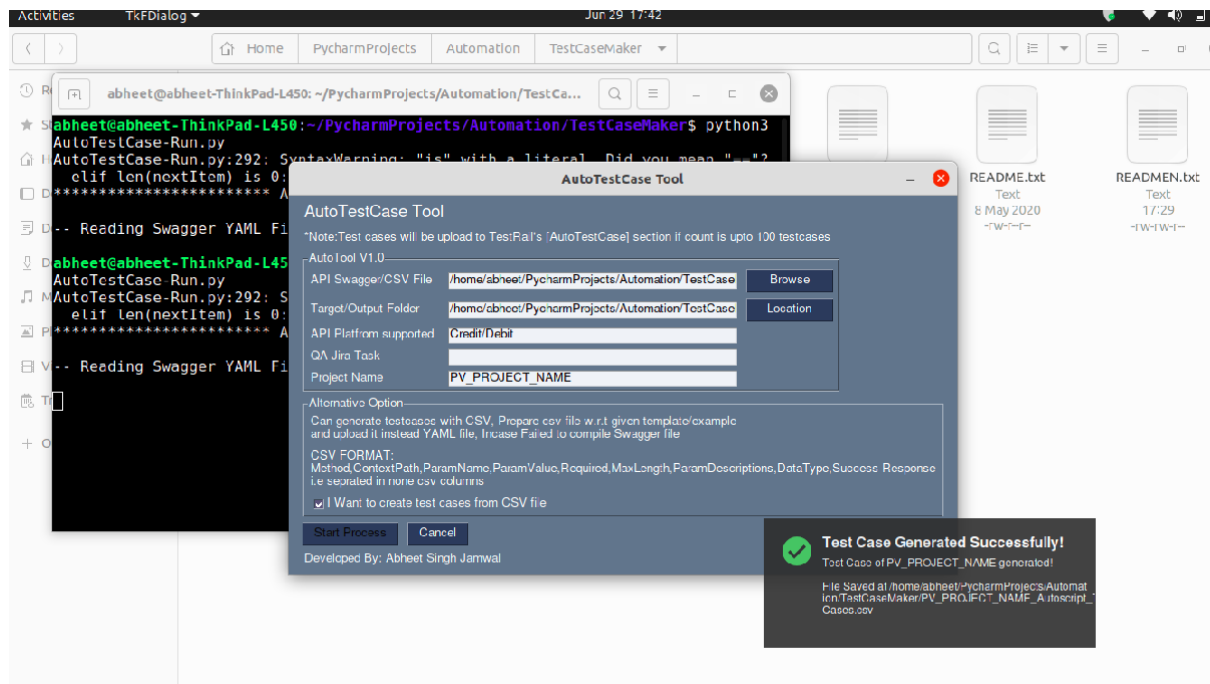 Activities TkFDialog Jun 29 17:42
Home PycharmProjects Automation TestCaseMaker
abheet@abheet-ThinkPad-L450: ~/PycharmProjects/Automation/TestCa...
abheet@abheet-ThinkPad-L450:~/PycharmProjects/Automation/TestCaseMaker$ python3
AutoTestCase-Run.py
AutoTestCase-Run.py:292: SyntaxWarning: "is" with a literal. Did you mean "=="?
elif len(nextItem) is 0:
************************ A
-- Reading Swagger YAML Fi
abheet@abheet-ThinkPad-L45
AutoTestCase-Run.py
AutoTestCase-Run.py:292: S
elif len(nextItem) is 0:
************************ A
-- Reading Swagger YAML Fi
README.txt
Text
8 May 2020
-rw-r--r--
READMEN.txt
Text
17:29
-rw-rw-r--
AutoTestCase Tool
AutoTestCase Tool
*Note:Test cases will be upload to TestRail's [AutoTestCase] section if count is upto 100 testcases
AutoTool V1.0
API Swagger/CSV File /home/abheet/PycharmProjects/Automation/TestCase Browse
Target/Output Folder /home/abheet/PycharmProjects/Automation/TestCase Location
API Platfrom supported Credit/Debit
QA Jira Task
Project Name PV_PROJECT_NAME
Alternative Option
Can generate testcases with CSV, Prepare csv file w.r.t given template/example
and upload it instead YAML file, Incase Failed to compile Swagger file
CSV FORMAT:
Method,ContextPath,ParamName,ParamValue,Required,MaxLength,ParamDescriptions,DataType,Success-Response
i.e seprated in none csv columns
I Want to create test cases from CSV file
Start Process Cancel
Developed By: Abheet Singh Jamwal
Test Case Generated Successfully!
Test Case of PV_PROJECT_NAME generated!
File Saved at /home/abheet/PycharmProjects/Automat
ion/TestCaseMaker/PV_PROJECT_NAME_Autoscript_
Cases.csv